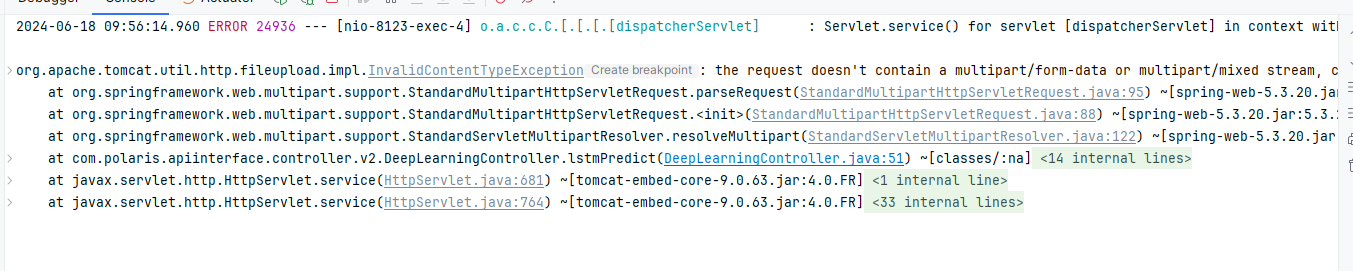 Debugger Console Actuator
2024-06-18 09:56:14.960 ERROR 24936 --- [nio-8123-exec-4] o.a.c.c.C.[.[.[.[dispatcherServlet] : Servlet.service() for servlet [dispatcherServlet] in context with
org.apache.tomcat.util.http.fileupload.impl.InvalidContentTypeException Create breakpoint : the request doesn't contain a multipart/form-data or multipart/mixed stream, c
at org.springframework.web.multipart.support.StandardMultipartHttpServletRequest.parseRequest(StandardMultipartHttpServletRequest.java:95) ~[spring-web-5.3.20.jar
at org.springframework.web.multipart.support.StandardMultipartHttpServletRequest.<init>(StandardMultipartHttpServletRequest.java:88) ~[spring-web-5.3.20.jar:5.3.2
at org.springframework.web.multipart.support.StandardServletMultipartResolver.resolveMultipart(StandardServletMultipartResolver.java:122) ~[spring-web-5.3.20.jar
at com.polaris.apiinterface.controller.v2.DeepLearningController.lstmPredict(DeepLearningController.java:51) ~[classes/:na] <14 internal lines>
at javax.servlet.http.HttpServlet.service(HttpServlet.java:681) ~[tomcat-embed-core-9.0.63.jar:4.0.FR] <1 internal line>
at javax.servlet.http.HttpServlet.service(HttpServlet.java:764) ~[tomcat-embed-core-9.0.63.jar:4.0.FR] <33 internal lines>